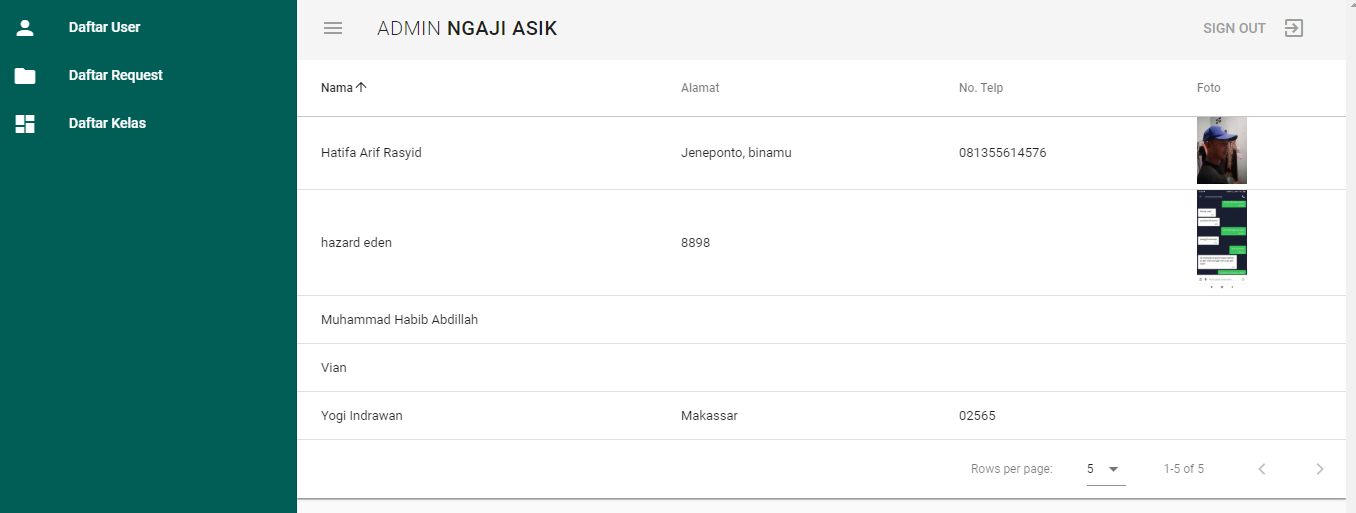 Daftar User
Daftar Request
Daftar Kelas
ADMIN NGAJI ASIK
SIGN OUT
Nama Alamat No. Telp Foto
Hatifa Arif Rasyid Jeneponto, binamu 081355614576
hazard eden 8898
Muhammad Habib Abdillah
Vian
Yogi Indrawan Makassar 02565
Rows per page: 5 1-5 of 5